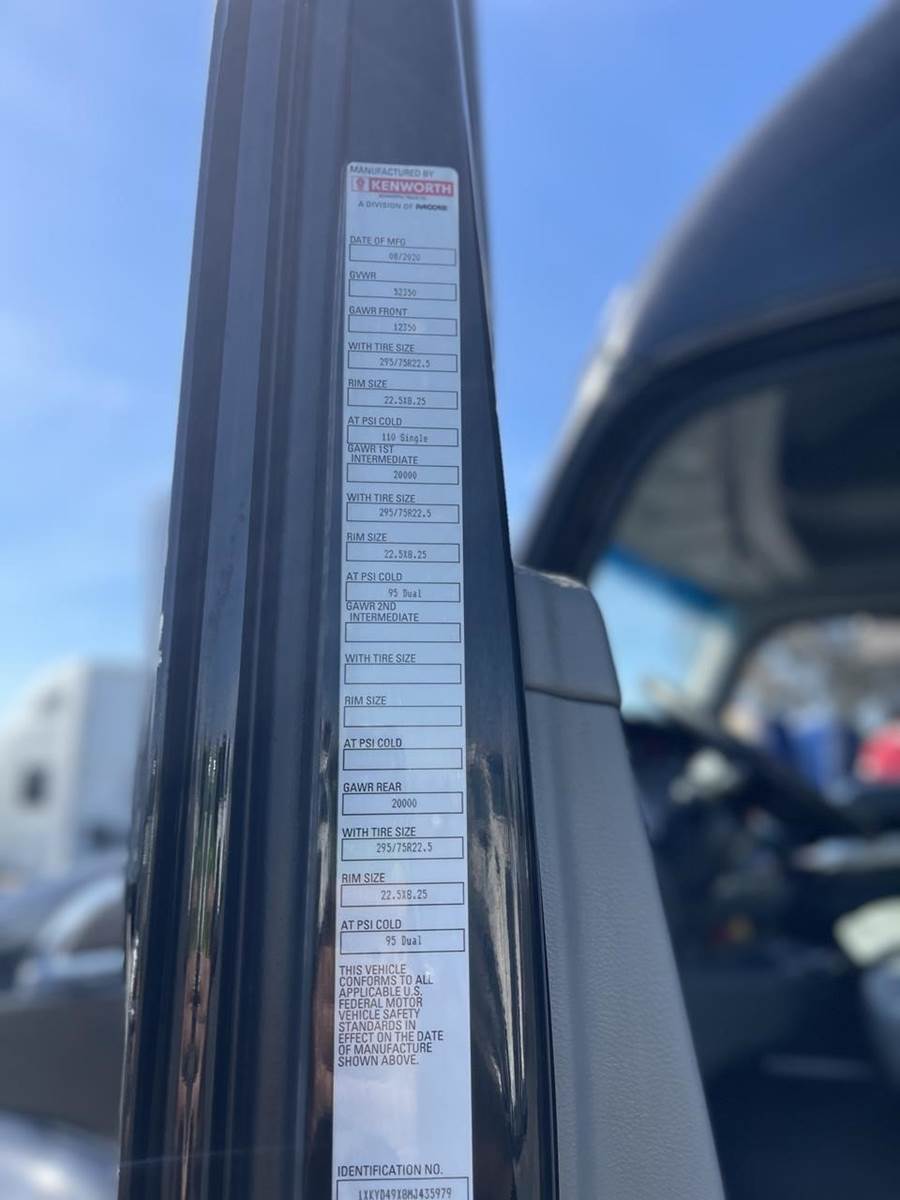 MANUFACTURED BY
KENWORTH
A DIVISION OF PACCAR
DATE OF MFG
08/2020
GVWR
52350
GAWR FRONT
12350
WITH TIRE SIZE
295/75R22.5
RIM SIZE
22.5X8.25
AT PSI COLD
110 Single
GAWR 1ST
INTERMEDIATE
20000
WITH TIRE SIZE
295/75R22.5
RIM SIZE
22.5X8.25
AT PSI COLD
95 Dual
GAWR 2ND
INTERMEDIATE
WITH TIRE SIZE
RIM SIZE
AT PSI COLD
GAWR REAR
20000
WITH TIRE SIZE
295/75R22.5
RIM SIZE
22.5X8.25
AT PSI COLD
95 Dual
THIS VEHICLE
CONFORMS TO ALL
APPLICABLE U.S.
FEDERAL MOTOR
VEHICLE SAFETY
STANDARDS IN
EFFECT ON THE DATE
OF MANUFACTURE
SHOWN ABOVE.
IDENTIFICATION NO.
1XKYD49X8MJ435979